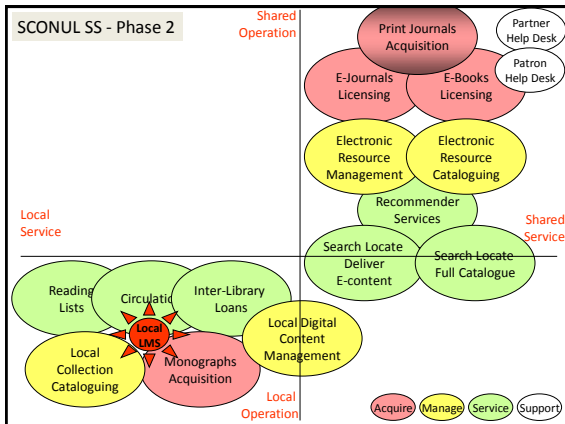 SCONUL SS - Phase 2
Shared
Operation
Print Journals
Acquisition
Partner
Help Desk
Patron
Help Desk
E-Journals
Licensing
E-Books
Licensing
Electronic
Resource
Management
Electronic
Resource
Cataloguing
Recommender
Services
Local
Service
Shared
Service
Search Locate
Deliver
E-content
Search Locate
Full Catalogue
Reading
Lists
Circulatio
Inter-Library
Loans
Local
LMS
Local Digital
Content
Management
Local
Collection
Cataloguing
Monographs
Acquisition
Local
Operation
Acquire
Manage
Service
Support